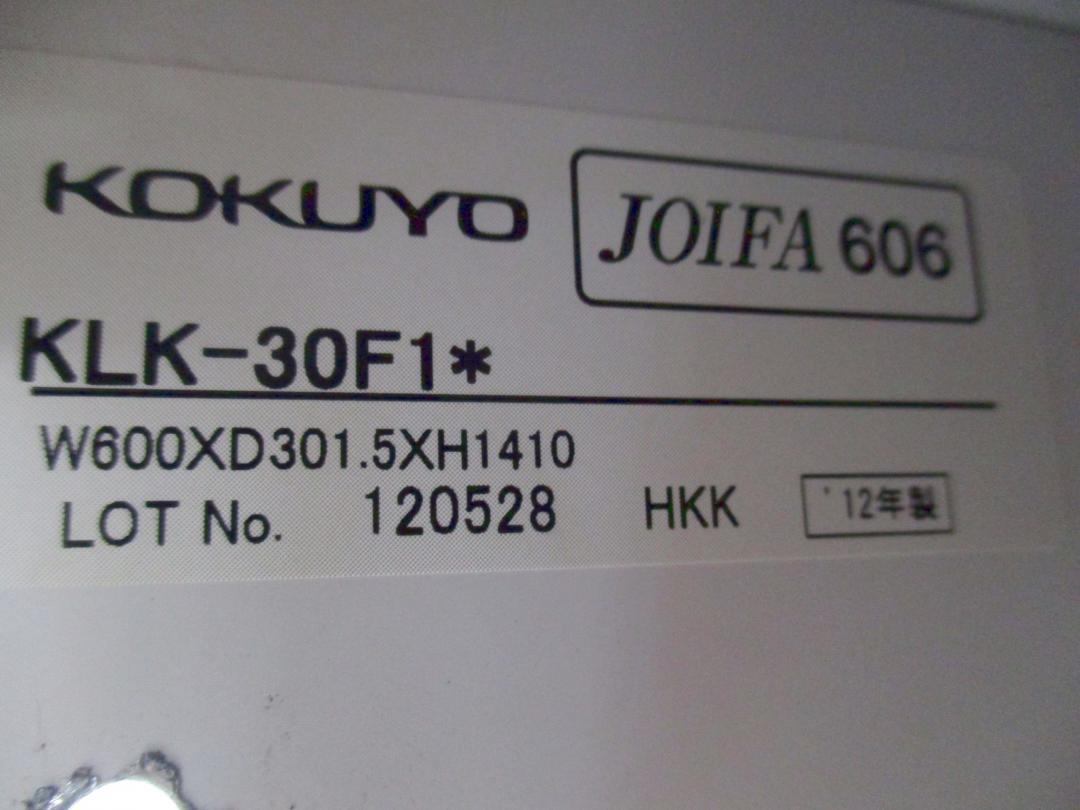 KOKUYO JOIFA 606
KLK-30F1*
W600XD301.5XH1410
LOT No. 120528 HKK '12年製